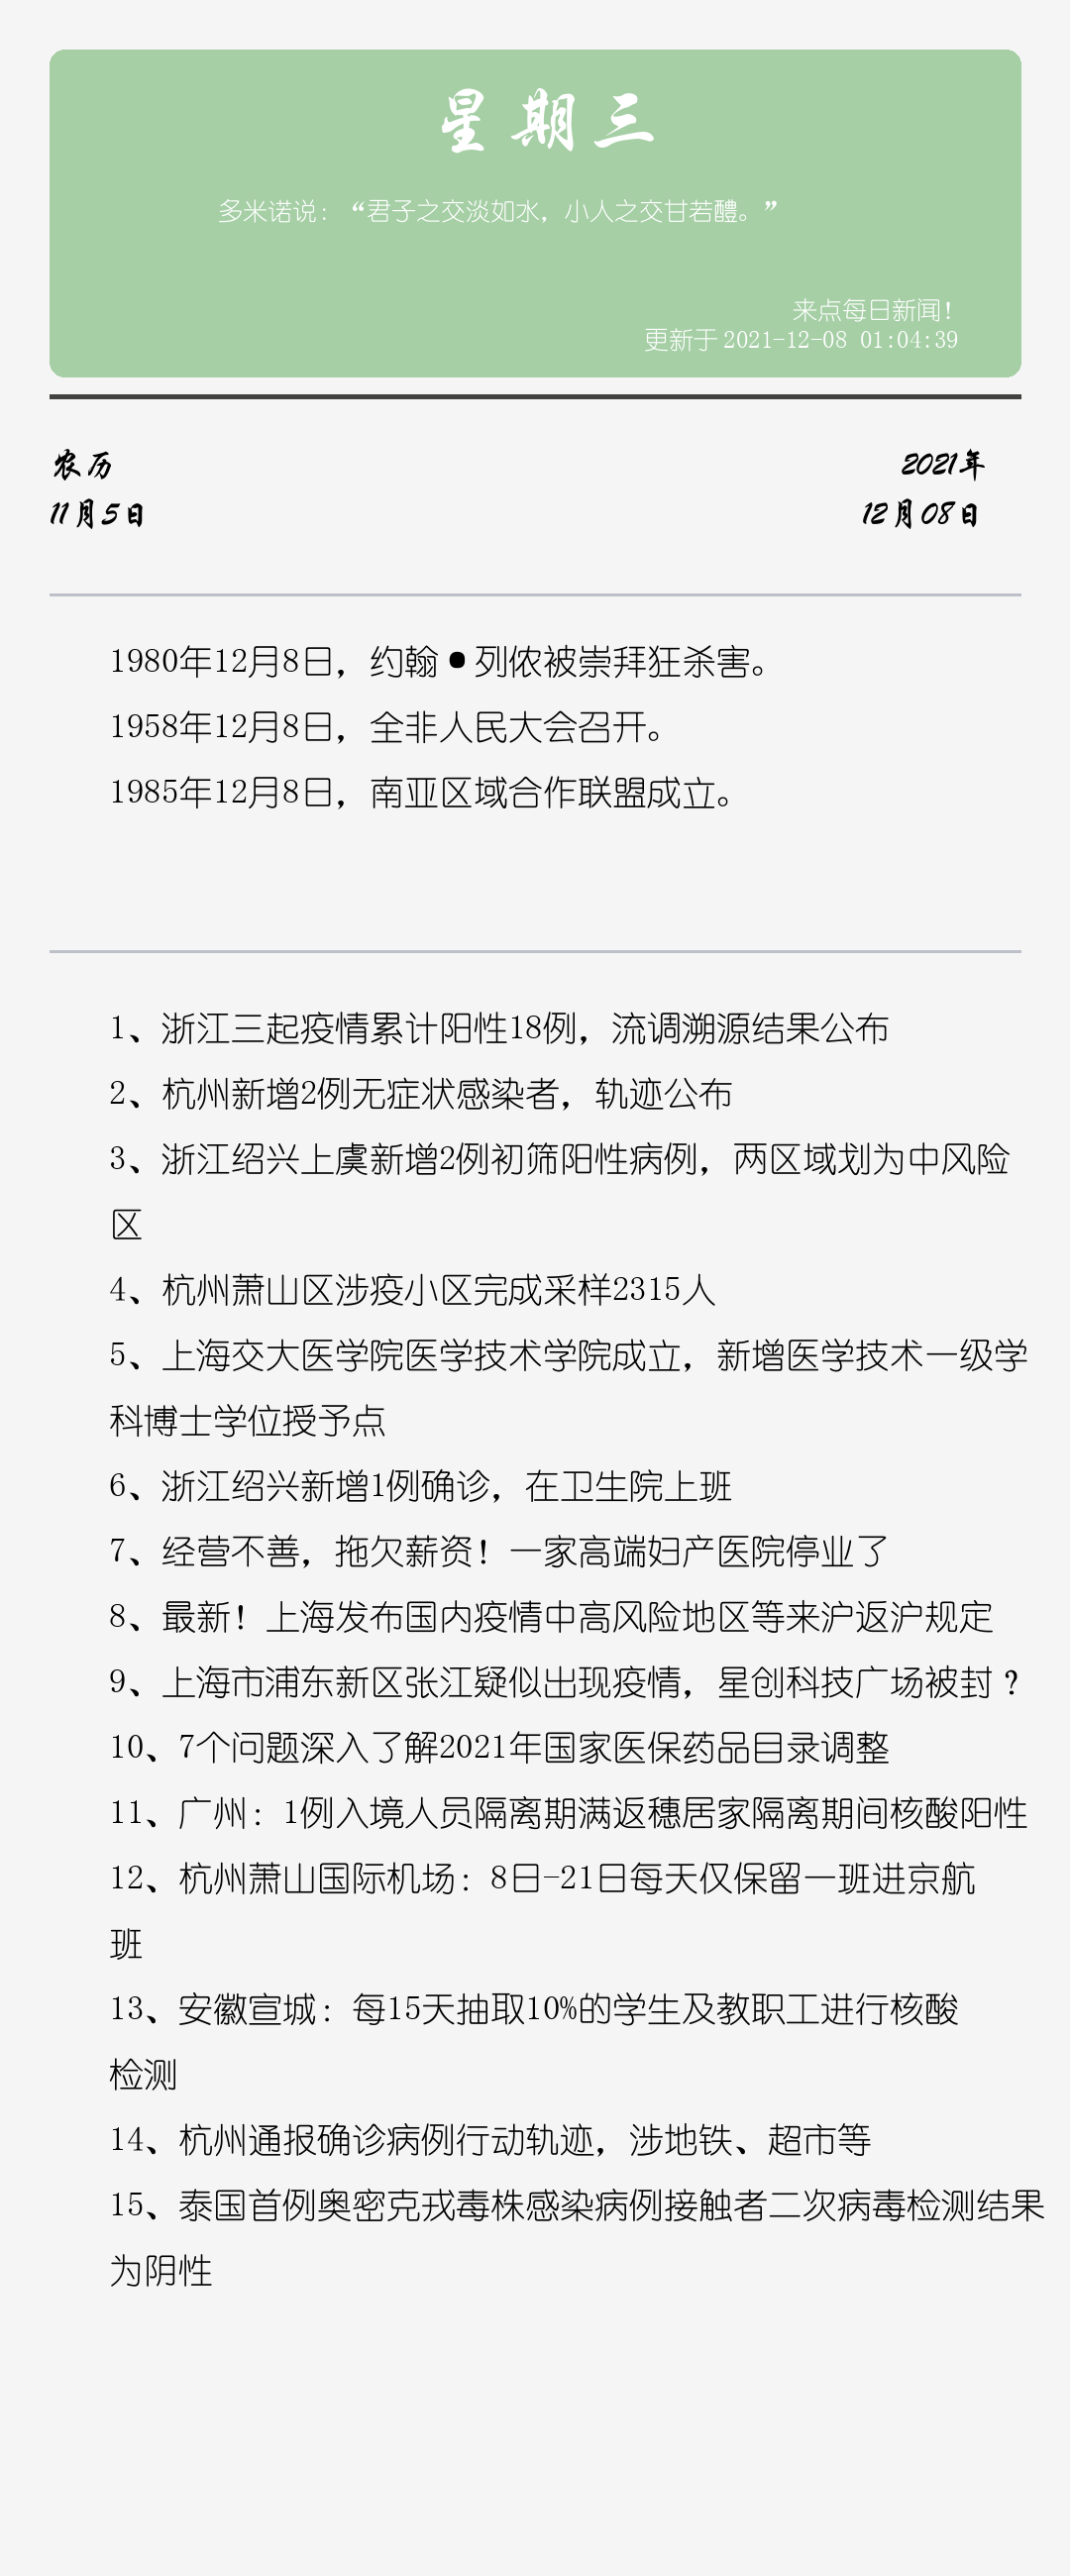 星期三
多米诺说：“君子之交淡如水，小人之交甘若醴。”
来点每日新闻！
更新于 2021-12-08 01:04:39
农历
11月5日
2021年
12月08日
1980年12月8日，约翰•列侬被崇拜狂杀害。
1958年12月8日，全非人民大会召开。
1985年12月8日，南亚区域合作联盟成立。
1、浙江三起疫情累计阳性18例，流调溯源结果公布
2、杭州新增2例无症状感染者，轨迹公布
3、浙江绍兴上虞新增2例初筛阳性病例，两区域划为中风险
区
4、杭州萧山区涉疫小区完成采样2315人
5、上海交大医学院医学技术学院成立，新增医学技术一级学
科博士学位授予点
6、浙江绍兴新增1例确诊，在卫生院上班
7、经营不善，拖欠薪资！一家高端妇产医院停业了
8、最新！上海发布国内疫情中高风险地区等来沪返沪规定
9、上海市浦东新区张江疑似出现疫情，星创科技广场被封？
10、7个问题深入了解2021年国家医保药品目录调整
11、广州：1例入境人员隔离期满返穗居家隔离期间核酸阳性
12、杭州萧山国际机场：8日-21日每天仅保留一班进京航
班
13、安徽宣城：每15天抽取10%的学生及教职工进行核酸
检测
14、杭州通报确诊病例行动轨迹，涉地铁、超市等
15、泰国首例奥密克戎毒株感染病例接触者二次病毒检测结果
为阴性